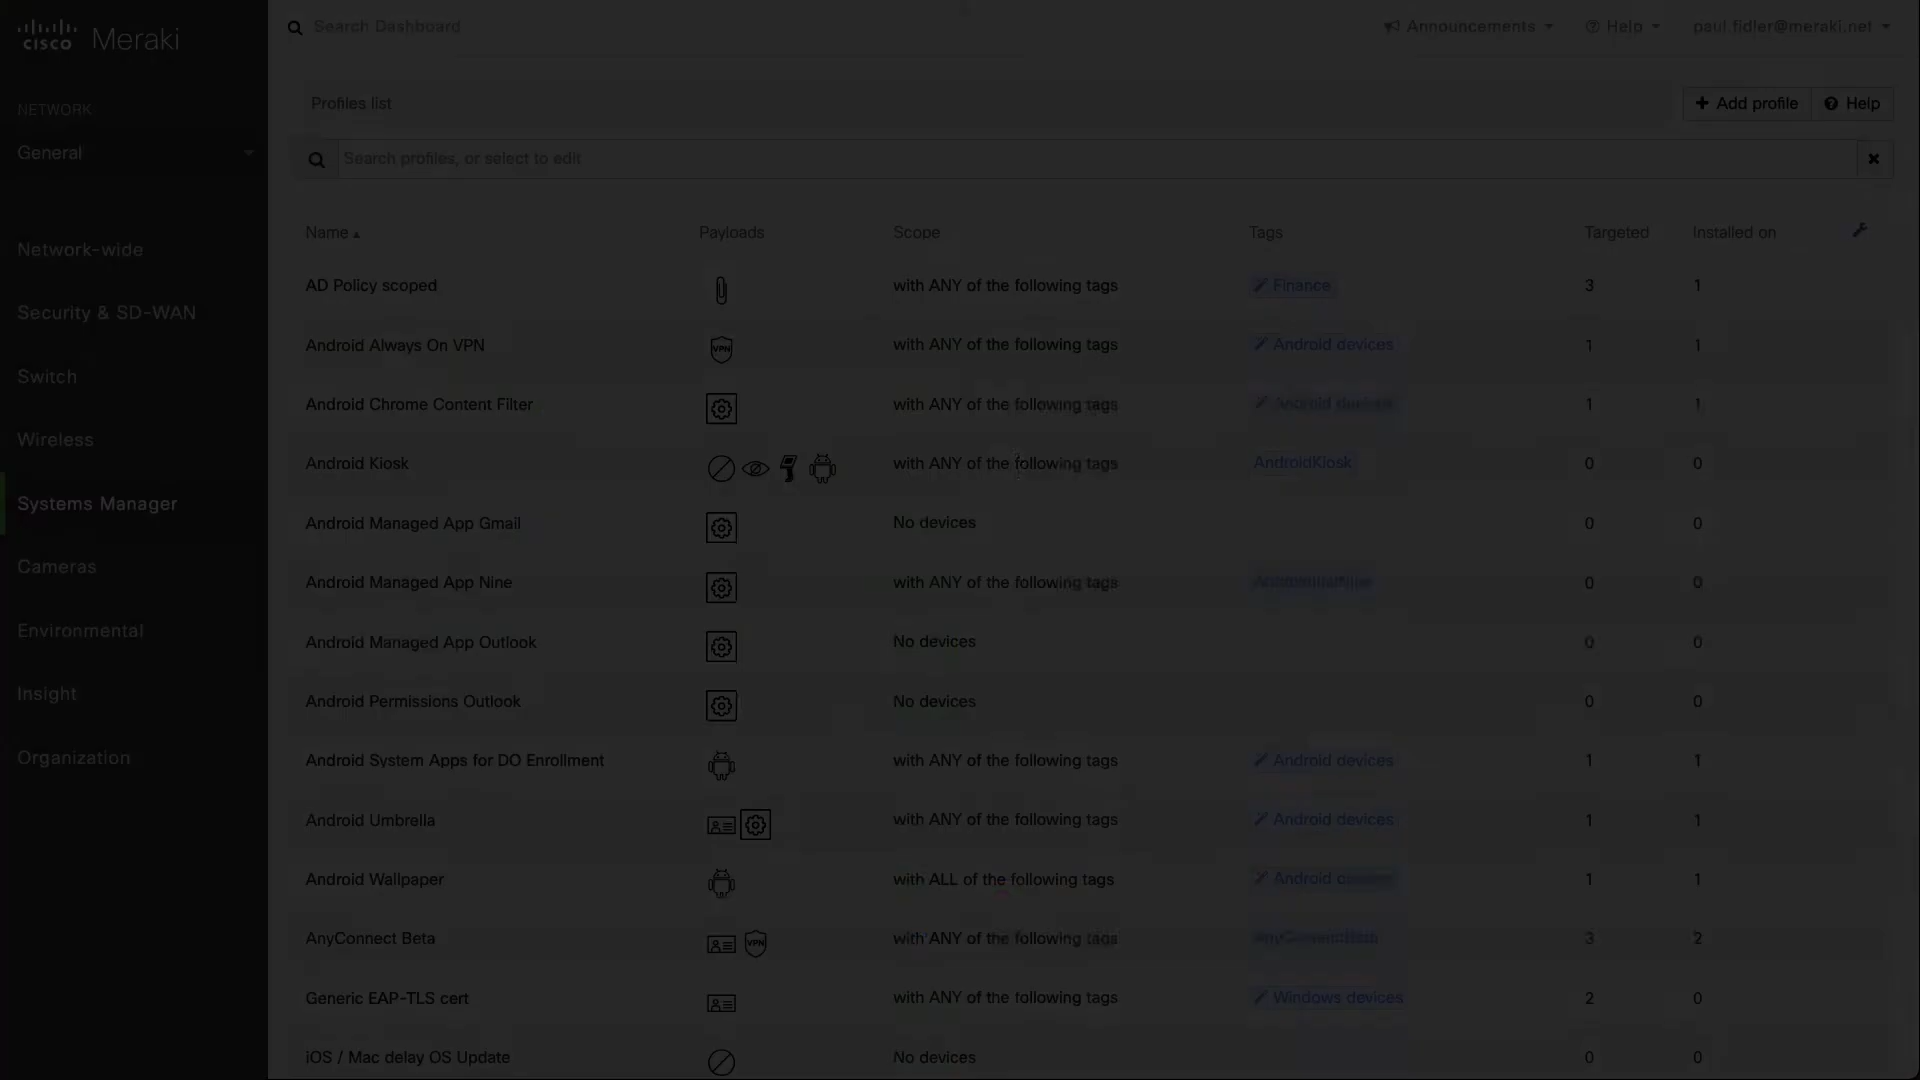 CISCO Meraki
Search Dashboard
Announcements
Help
paul.fidler@meraki.net
NETWORK
General
Network-wide
Security & SD-WAN
Switch
Wireless
Systems Manager
Cameras
Environmental
Insight
Organization
Profiles list
+ Add profile
Help
Search profiles, or select to edit
Name Payloads Scope Tags Targeted Installed on
AD Policy scoped with ANY of the following tags Finance 3 1
Android Always On VPN VPN with ANY of the following tags Android devices 1 1
Android Chrome Content Filter with ANY of the following tags Android devices 1 1
Android Kiosk with ANY of the following tags AndroidKiosk 0 0
Android Managed App Gmail No devices 0 0
Android Managed App Nine with ANY of the following tags 0 0
Android Managed App Outlook No devices 0 0
Android Permissions Outlook No devices 0 0
Android System Apps for DO Enrollment with ANY of the following tags Android devices 1 1
Android Umbrella with ANY of the following tags Android devices 1 1
Android Wallpaper with ALL of the following tags Android 1 1
AnyConnect Beta VPN with ANY of the following tags 3 2
Generic EAP-TLS cert with ANY of the following tags Windows devices 2 0
iOS / Mac delay OS Update No devices 0 0